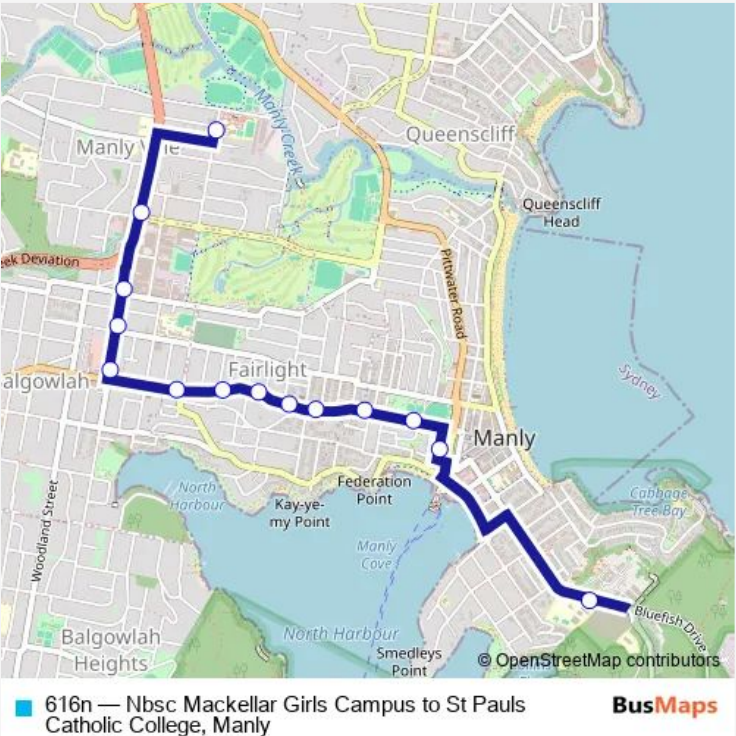 Manly Creek
Queenscliff
Manly V le
Queenscliff
Head
eek Deviation
Pittwater Road
Sydney
Fairlight
algowlah
Manly
North
Harbour
Federation
Point
Kay-ye-
my Point
Cabbage
Tree Bay
Woodland Street
Manly
Cove
Bluefish Drive
North Harbour
Balgowlah
Heights
Smedleys
Point
© OpenStreetMap contributors
616n — Nbsc Mackellar Girls Campus to St Pauls
Catholic College, Manly
BusMaps